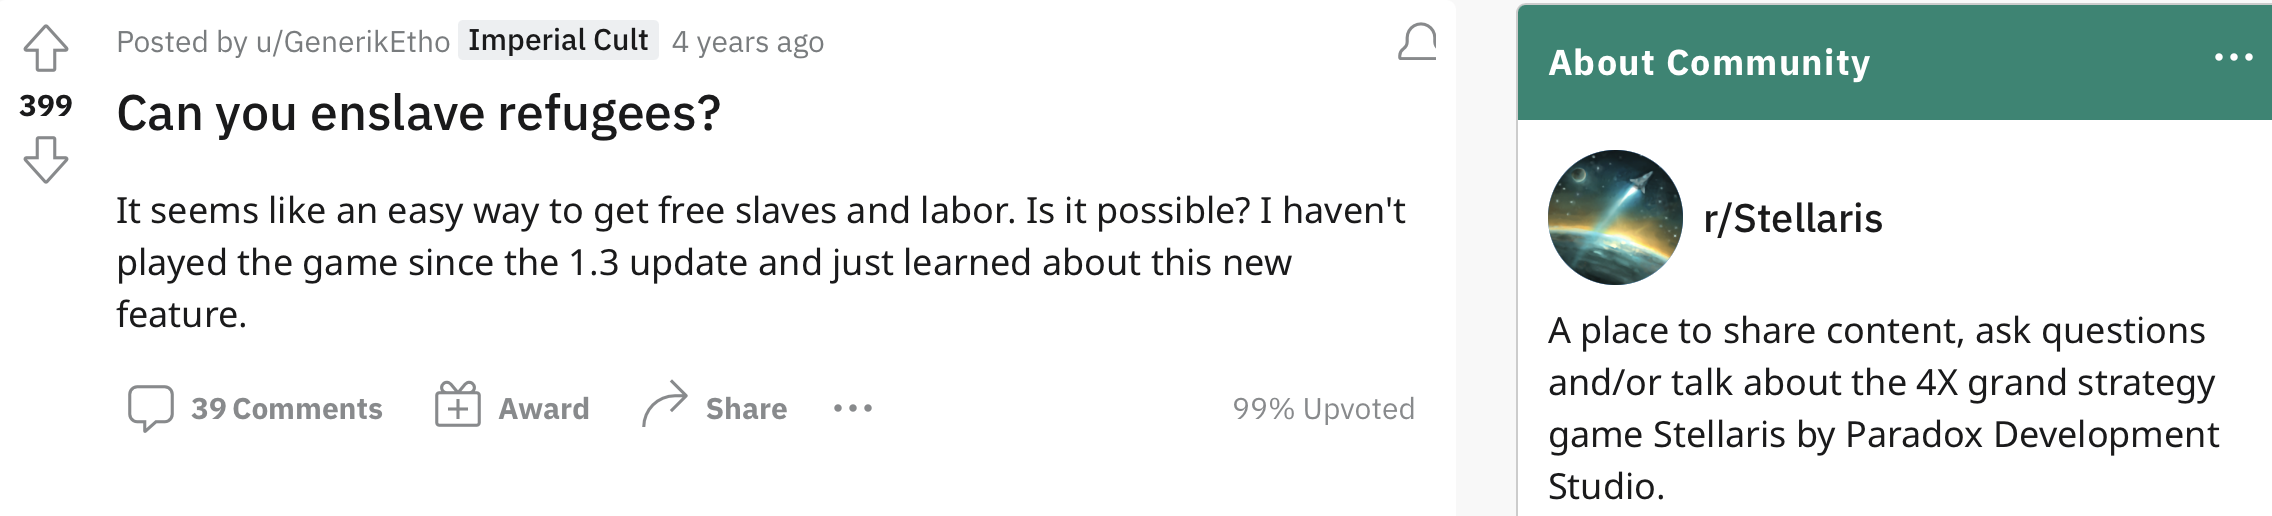 Posted by u/GenerikEtho Imperial Cult 4 years ago
399
Can you enslave refugees?
It seems like an easy way to get free slaves and labor. Is it possible? I haven't
played the game since the 1.3 update and just learned about this new
feature.
39 Comments Award Share 99% Upvoted
About Community
r/Stellaris
A place to share content, ask questions
and/or talk about the 4X grand strategy
game Stellaris by Paradox Development
Studio.